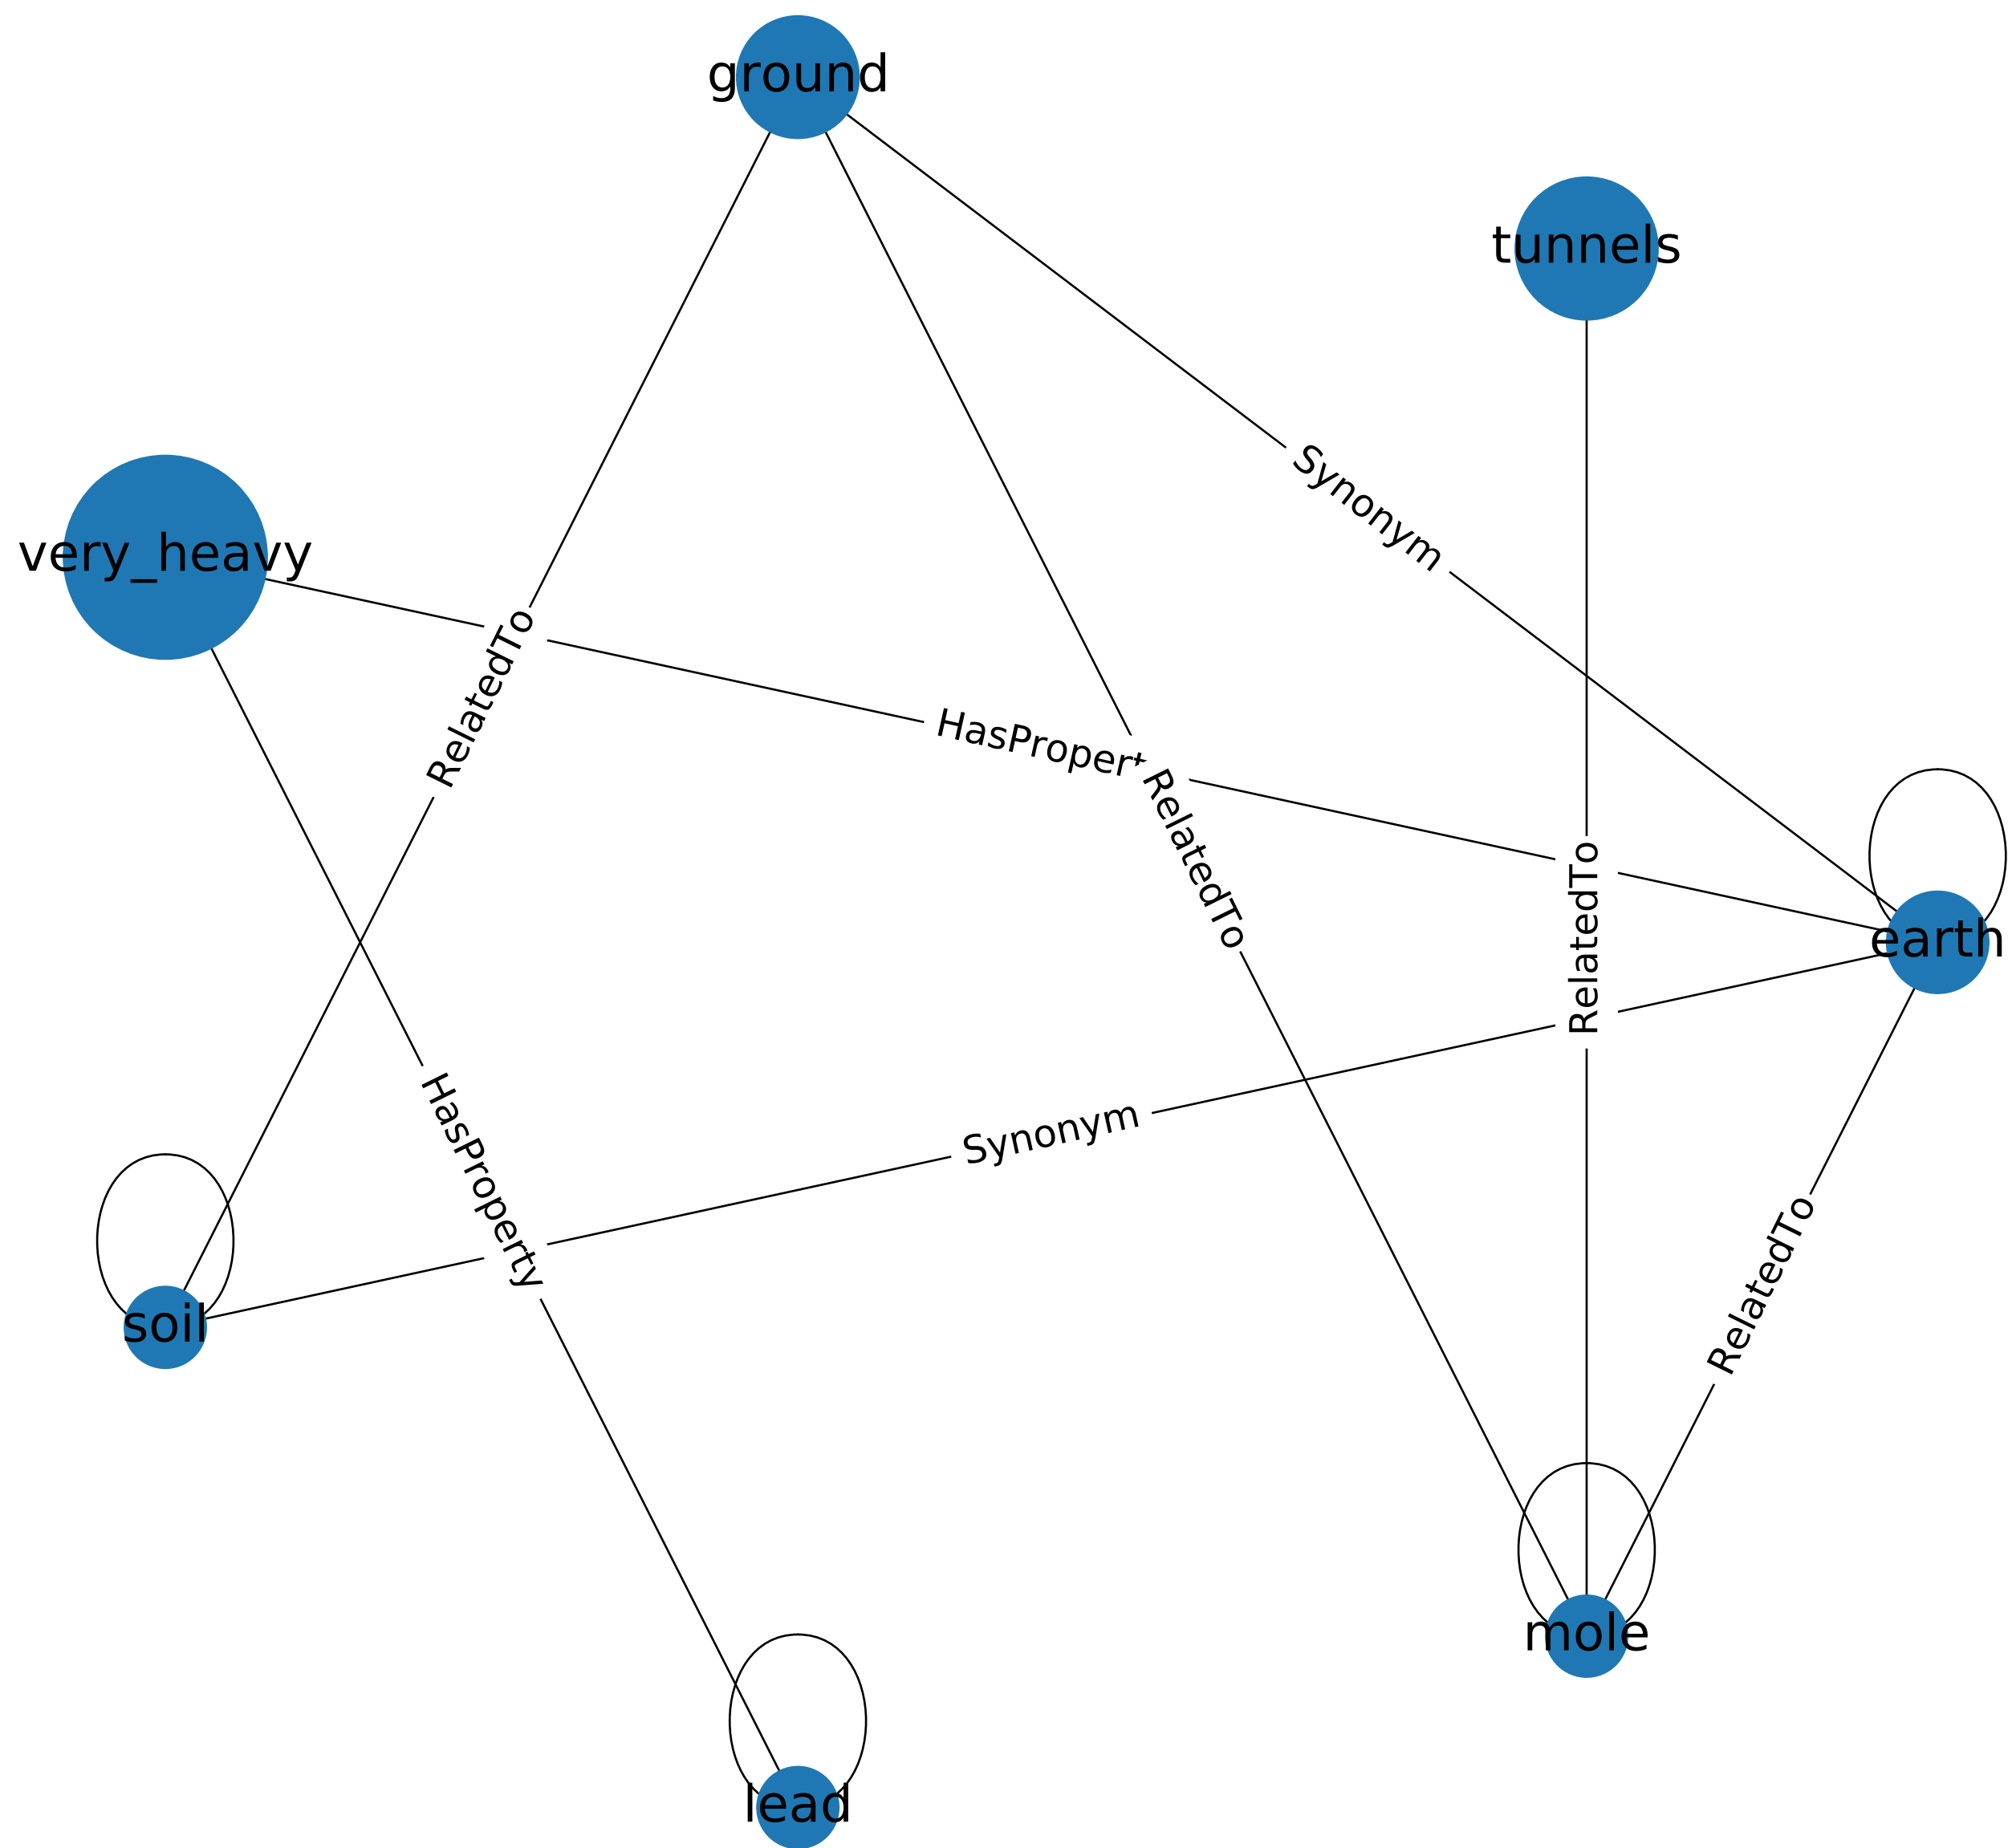 ground
tunnels
Synonym
very_heavy
RelatedTo
HasPropert
RelatedTo
RelatedTo
earth
Synonym
HasProperty
RelatedTo
soil
mole
lead